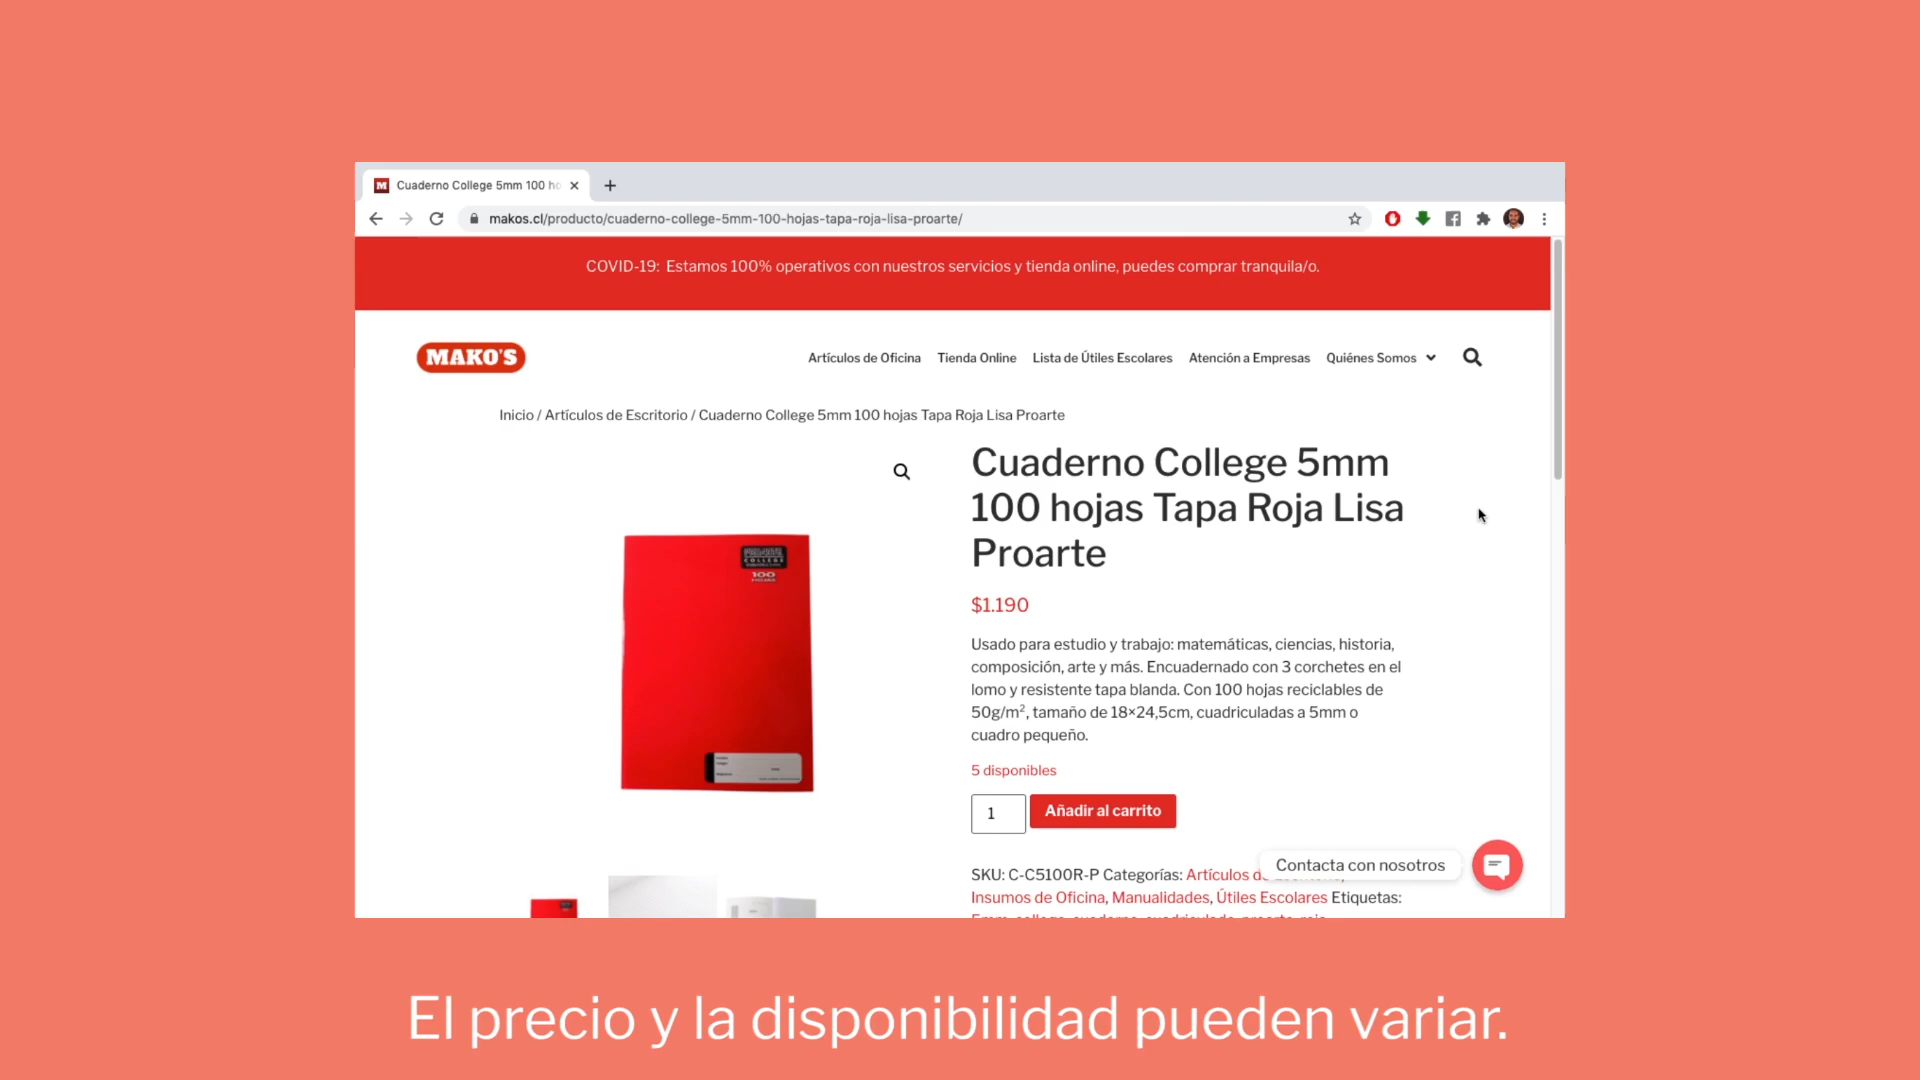 Cuaderno College 5mm 100 ho
makos.cl/producto/cuaderno-college-5mm-100-hojas-tapa-roja-lisa-proarte/
COVID-19: Estamos 100% operativos con nuestros servicios y tienda online, puedes comprar tranquila/o.
MAKO'S
Artículos de Oficina Tienda Online Lista de Útiles Escolares Atención a Empresas Quiénes Somos
Inicio / Artículos de Escritorio / Cuaderno College 5mm 100 hojas Tapa Roja Lisa Proarte
Cuaderno College 5mm
100 hojas Tapa Roja Lisa
Proarte
COLLEGE
100
HOJAS
$1.190
Usado para estudio y trabajo: matemáticas, ciencias, historia,
composición, arte y más. Encuadernado con 3 corchetes en el
lomo y resistente tapa blanda. Con 100 hojas reciclables de
50g/m², tamaño de 18×24,5cm, cuadriculadas a 5mm o
cuadro pequeño.
5 disponibles
1
Añadir al carrito
Contacta con nosotros
SKU: C-C5100R-P Categorías: Artículos
Insumos de Oficina, Manualidades, Útiles Escolares Etiquetas:
El precio y la disponibilidad pueden variar.